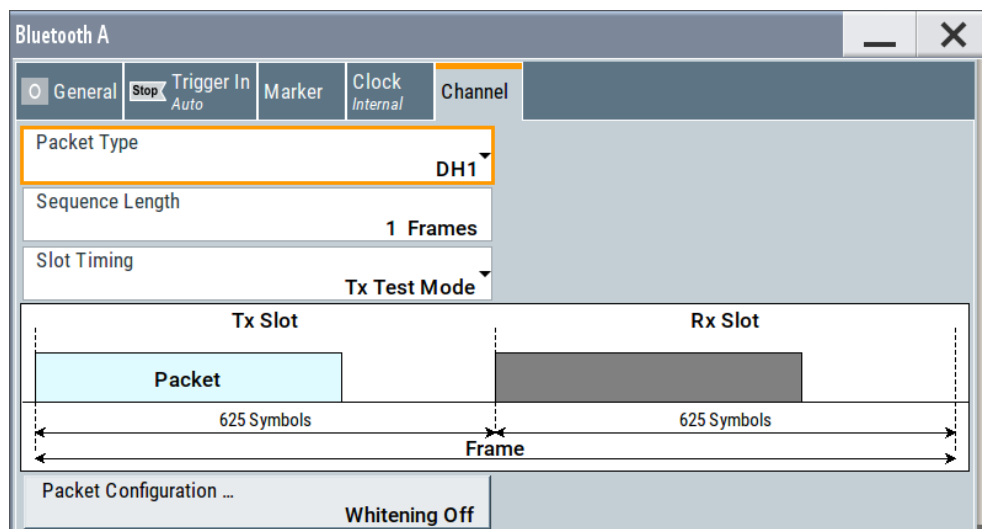 Bluetooth A
General
Stop Trigger In
Auto
Marker
Clock
Internal
Channel
Packet Type
DH1
Sequence Length
1 Frames
Slot Timing
Tx Test Mode
Tx Slot Rx Slot
Packet
625 Symbols 625 Symbols
Frame
Packet Configuration ...
Whitening Off